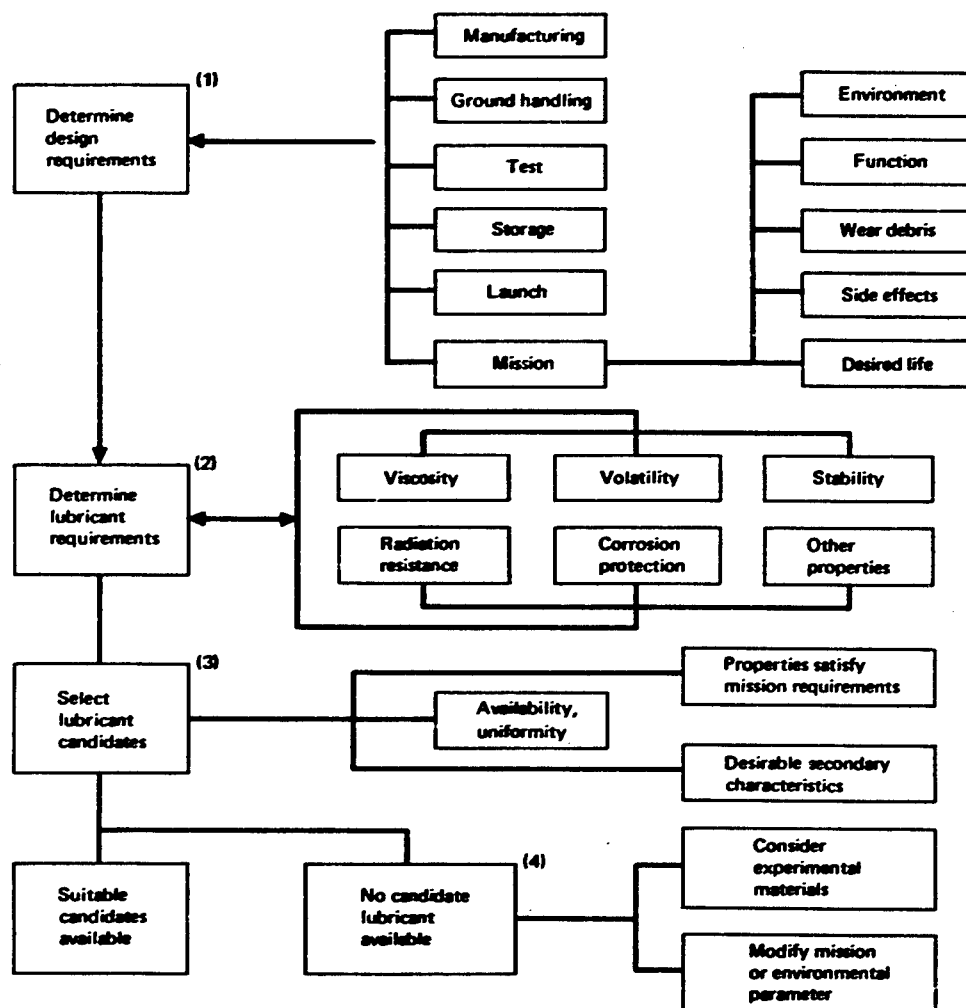 (1)
Determine
design
requirements
Manufacturing
Ground handling
Test
Storage
Launch
Mission
Environment
Function
Wear debris
Side effects
Desired life
(2)
Determine
lubricant
requirements
Viscosity
Volatility
Stability
Radiation
resistance
Corrosion
protection
Other
properties
(3)
Select
lubricant
candidates
Availability,
uniformity
Properties satisfy
mission requirements
Desirable secondary
characteristics
Suitable
candidates
available
(4)
No candidate
lubricant
available
Consider
experimental
materials
Modify mission
or environmental
parameter